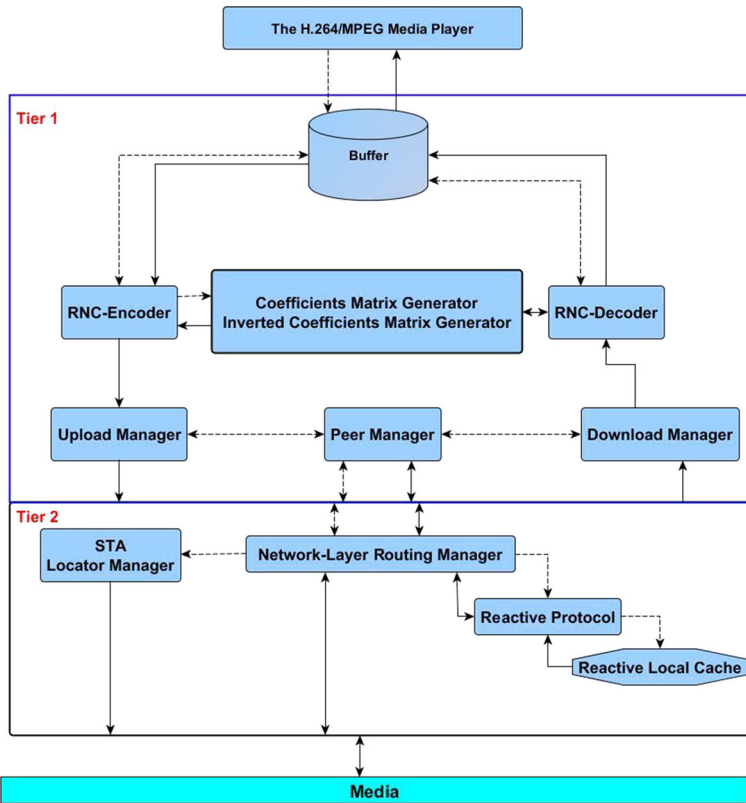 The H.264/MPEG Media Player
Tier 1
Buffer
RNC-Encoder
Coefficients Matrix Generator
Inverted Coefficients Matrix Generator
RNC-Decoder
Upload Manager
Peer Manager
Download Manager
Tier 2
STA
Locator Manager
Network-Layer Routing Manager
Reactive Protocol
Reactive Local Cache
Media